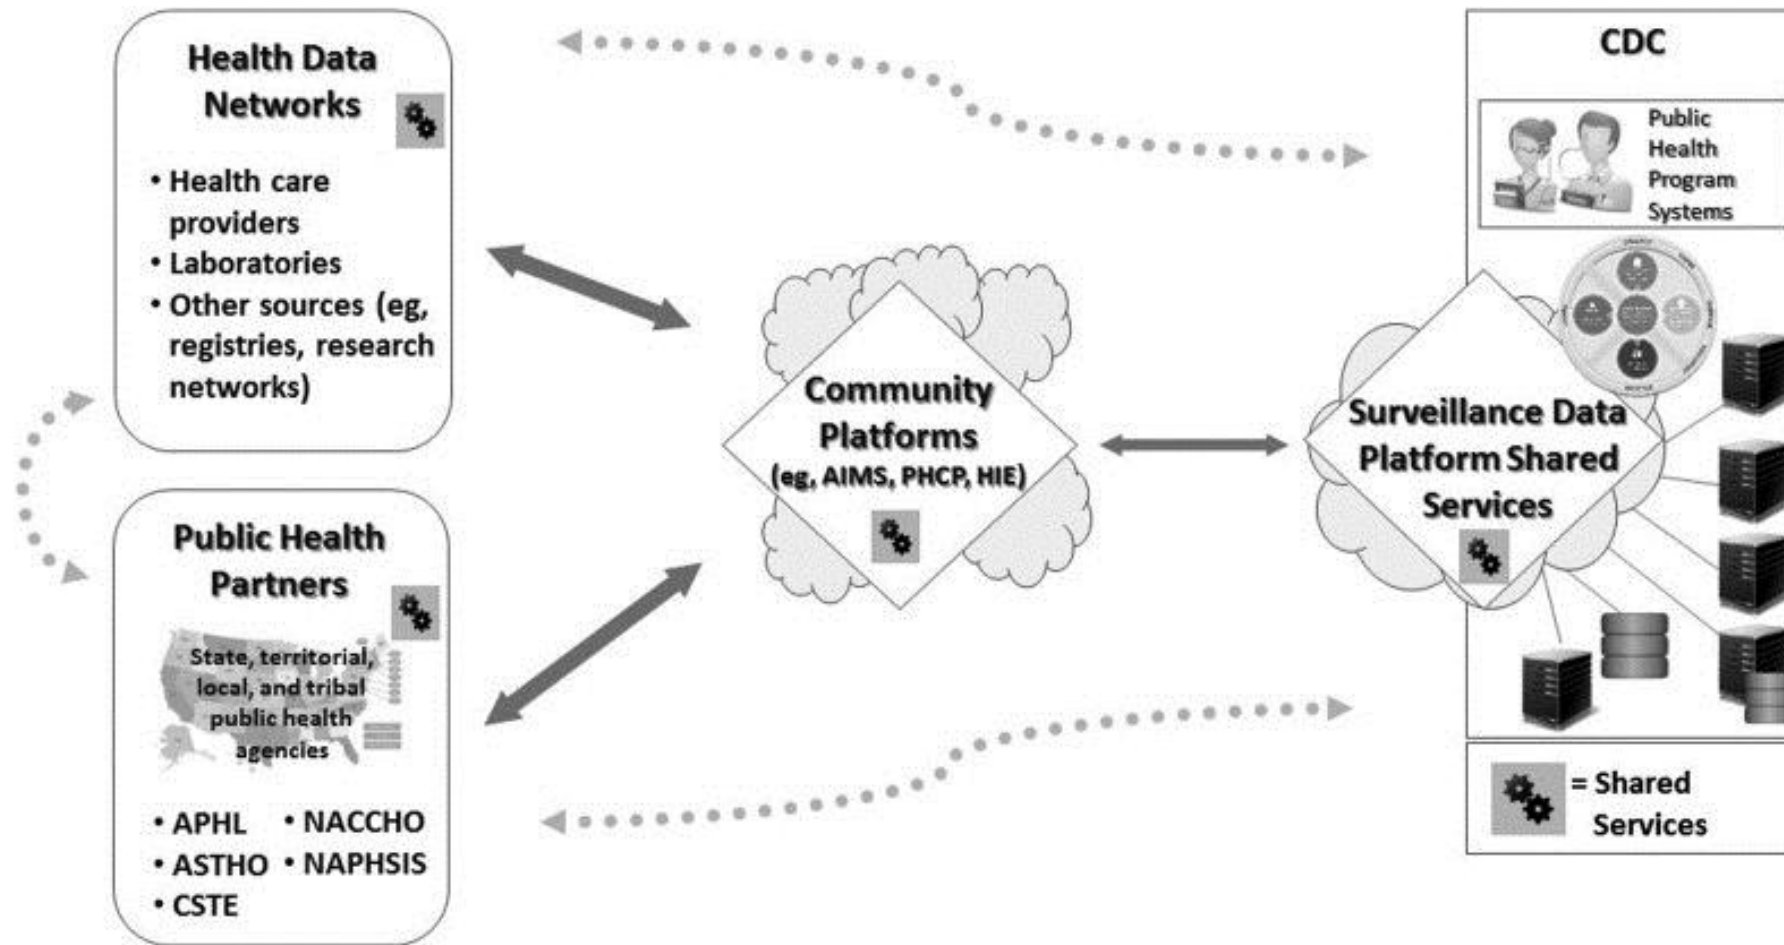 Health Data
Networks
• Health care
providers
• Laboratories
• Other sources (eg,
registries, research
networks)
Public Health
Partners
State, territorial,
local, and tribal
public health
agencies
• APHL • NACCHO
• ASTHO • NAPHSIS
• CSTE
Community
Platforms
(eg, AIMS, PHCP, HIE)
CDC
Public
Health
Program
Systems
Surveillance Data
Platform Shared
Services
= Shared
Services